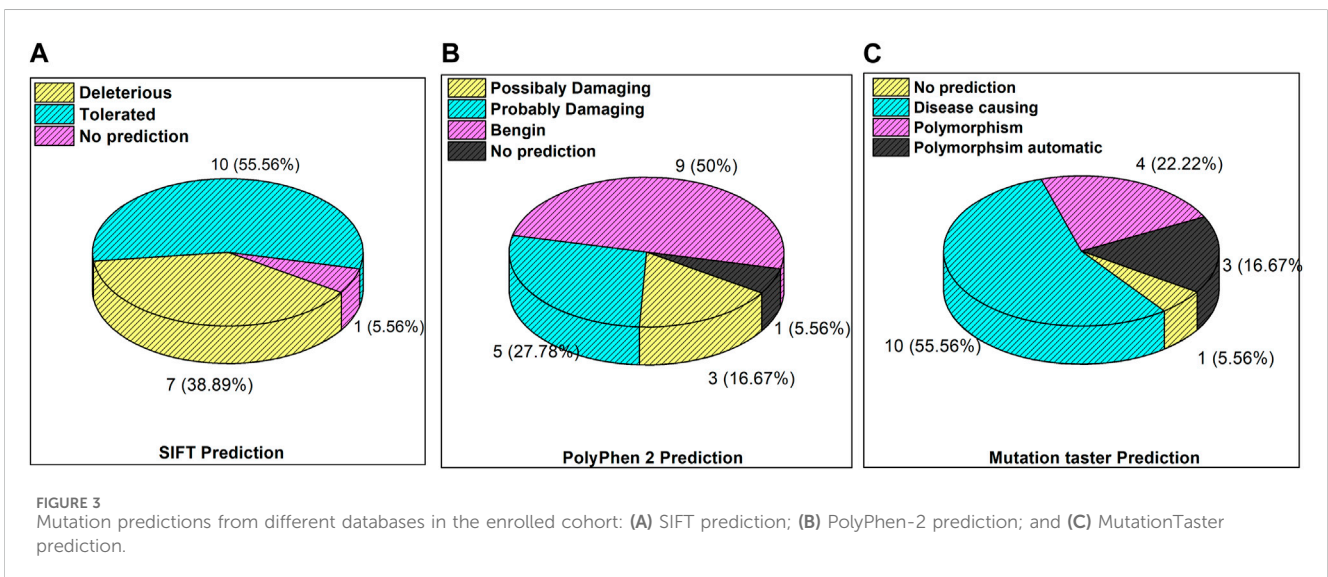 A
Deleterious
Tolerated
No prediction
10 (55.56%)
1 (5.56%)
7 (38.89%)
SIFT Prediction
B
Possibaly Damaging
Probably Damaging
Bengin
No prediction
9 (50%)
1 (5.56%)
5 (27.78%)
3 (16.67%)
PolyPhen 2 Prediction
C
No prediction
Disease causing
Polymorphism
Polymorphsim automatic
4 (22.22%)
3 (16.67%
10 (55.56%)
1 (5.56%)
Mutation taster Prediction
FIGURE 3
Mutation predictions from different databases in the enrolled cohort: (A) SIFT prediction; (B) PolyPhen-2 prediction; and (C) MutationTaster
prediction.